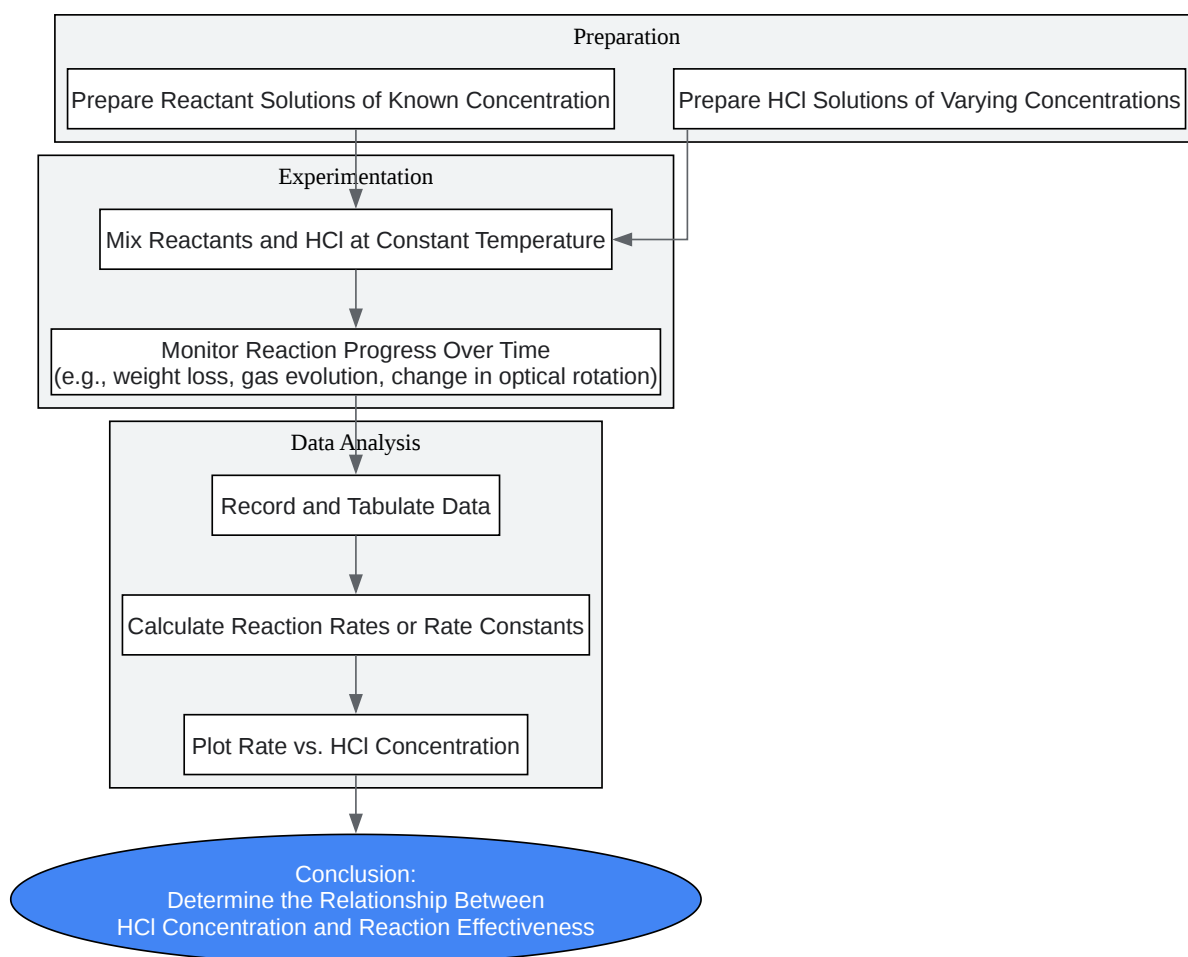 Preparation
Prepare Reactant Solutions of Known Concentration
Prepare HCl Solutions of Varying Concentrations
Experimentation
Mix Reactants and HCl at Constant Temperature
Monitor Reaction Progress Over Time
(e.g., weight loss, gas evolution, change in optical rotation)
Data Analysis
Record and Tabulate Data
Calculate Reaction Rates or Rate Constants
Plot Rate vs. HCl Concentration
Conclusion:
Determine the Relationship Between
HCl Concentration and Reaction Effectiveness